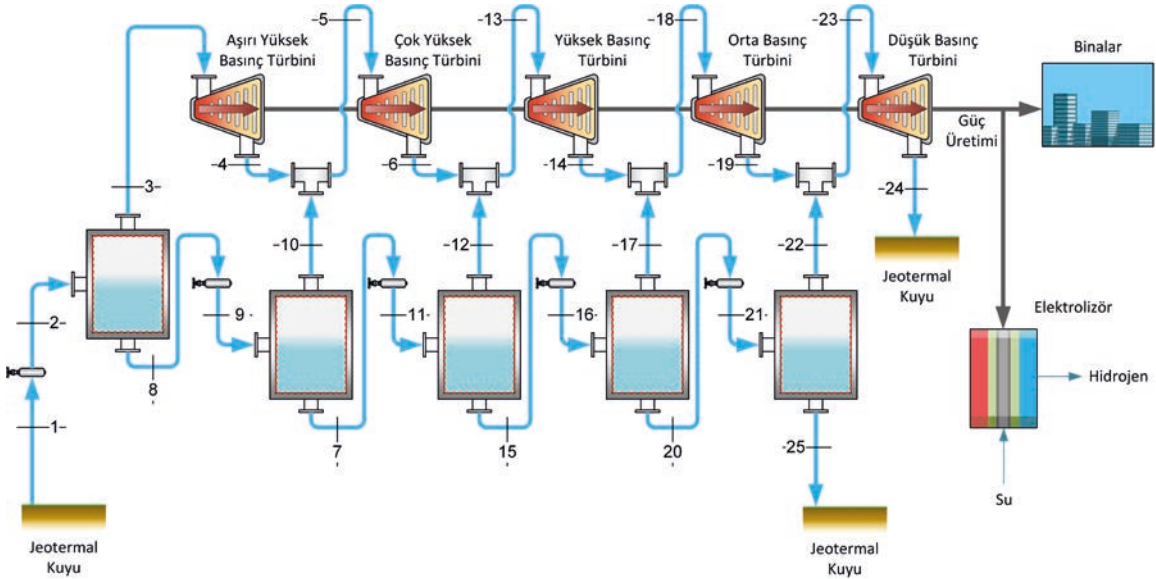 -5-
-13-
-18-
-23-
Aşırı Yüksek
Basınç Türbini
Çok Yüksek
Basınç Türbini
Yüksek Basınç
Türbini
Orta Basınç
Türbini
Düşük Basınç
Türbini
Binalar
Güç
Üretimi
-3-
-4
-6-
-14-
-19-
-24-
-10-
-12-
-17-
-22-
Jeotermal
Kuyu
2-
9-
11-
16-
21-
Elektrolizör
8
Hidrojen
1-
7
15
20
-25-
Su
Jeotermal
Kuyu
Jeotermal
Kuyu